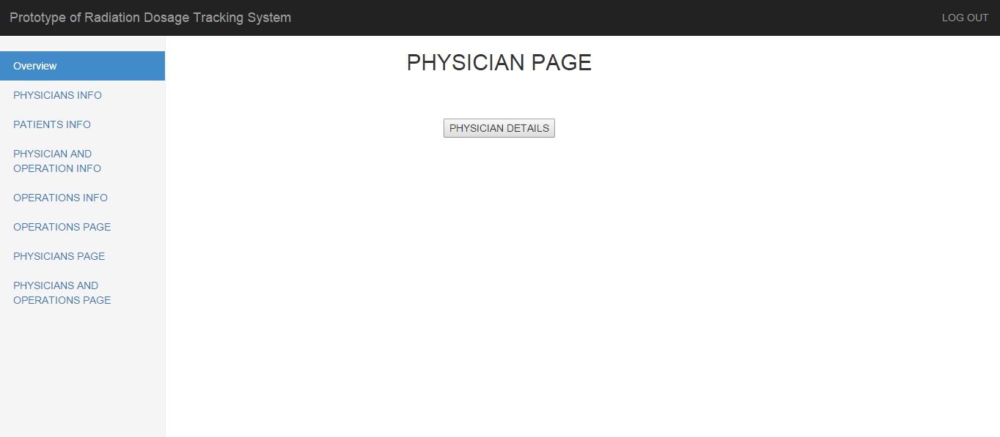 Prototype of Radiation Dosage Tracking System
LOG OUT
Overview
PHYSICIANS INFO
PATIENTS INFO
PHYSICIAN AND
OPERATION INFO
OPERATIONS INFO
OPERATIONS PAGE
PHYSICIANS PAGE
PHYSICIANS AND
OPERATIONS PAGE
PHYSICIAN PAGE
PHYSICIAN DETAILS